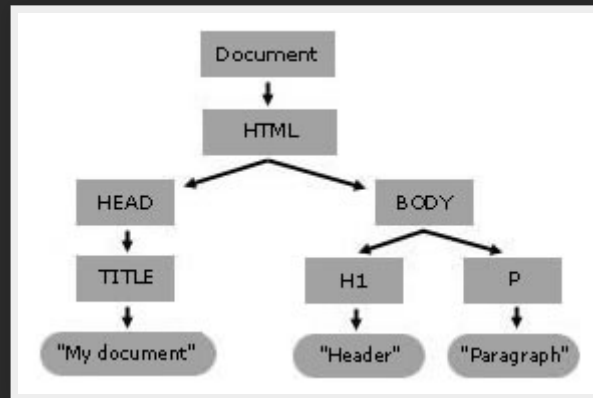 Document
HTML
HEAD
BODY
TITLE
H1
P
"My document"
"Header"
"Paragraph"